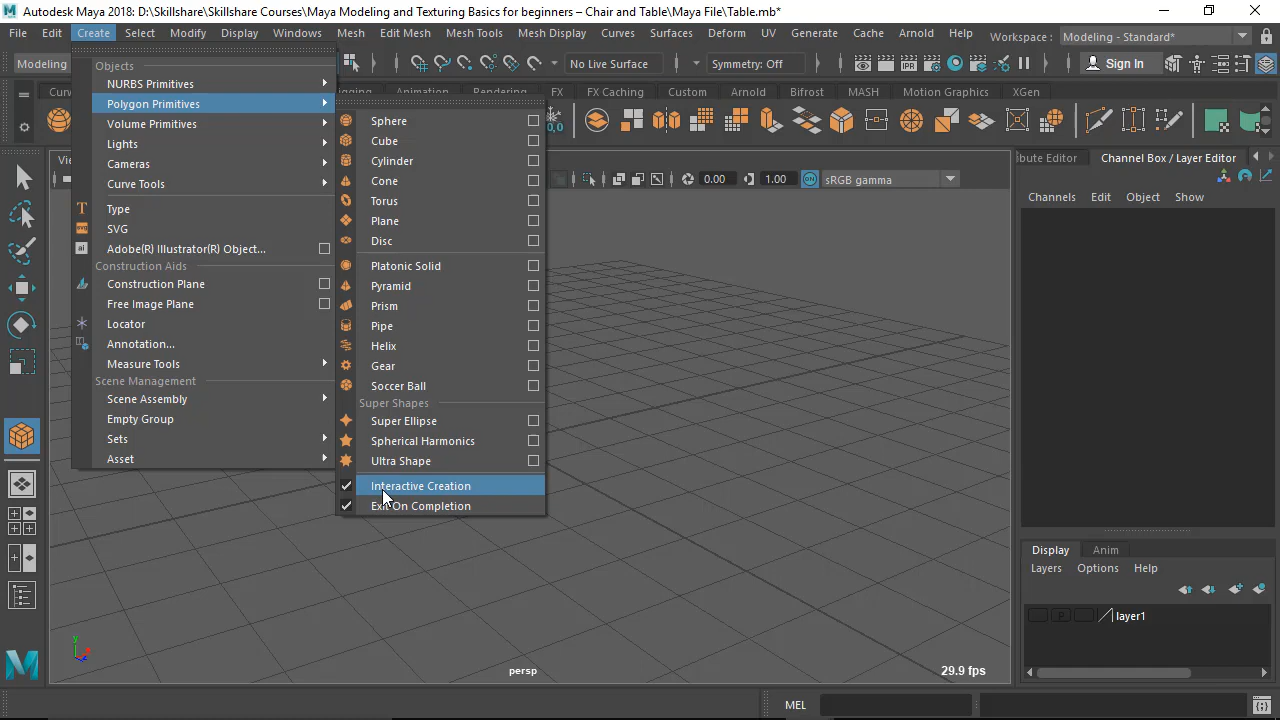 Autodesk Maya 2018: D:\Skillshare\Skillshare Courses\Maya Modeling and Texturing Basics for beginners – Chair and Table\Maya File\Table.mb*
File Edit Create Select Modify Display Windows Mesh Edit Mesh Mesh Tools Mesh Display Curves Surfaces Deform UV Generate Cache Arnold Help Workspace : Modeling - Standard*
Modeling No Live Surface Symmetry: Off IPR Sign In
Animation Rendering FX FX Caching Custom Arnold Bifrost MASH Motion Graphics XGen
0,0
0.00 1.00 ON sRGB gamma
Objects
NURBS Primitives
Polygon Primitives
Volume Primitives
Lights
Cameras
Curve Tools
T Type
svg SVG
ai Adobe(R) Illustrator(R) Object...
Construction Aids
Construction Plane
Free Image Plane
Locator
Annotation...
Measure Tools
Scene Management
Scene Assembly
Empty Group
Sets
Asset
Sphere
Cube
Cylinder
Cone
Torus
Plane
Disc
Platonic Solid
Pyramid
Prism
Pipe
Helix
Gear
Soccer Ball
Super Shapes
Super Ellipse
Spherical Harmonics
Ultra Shape
Interactive Creation
Exit On Completion
Channel Box / Layer Editor
Channels Edit Object Show
Display Anim
Layers Options Help
P layer1
y
persp
29.9 fps
MEL